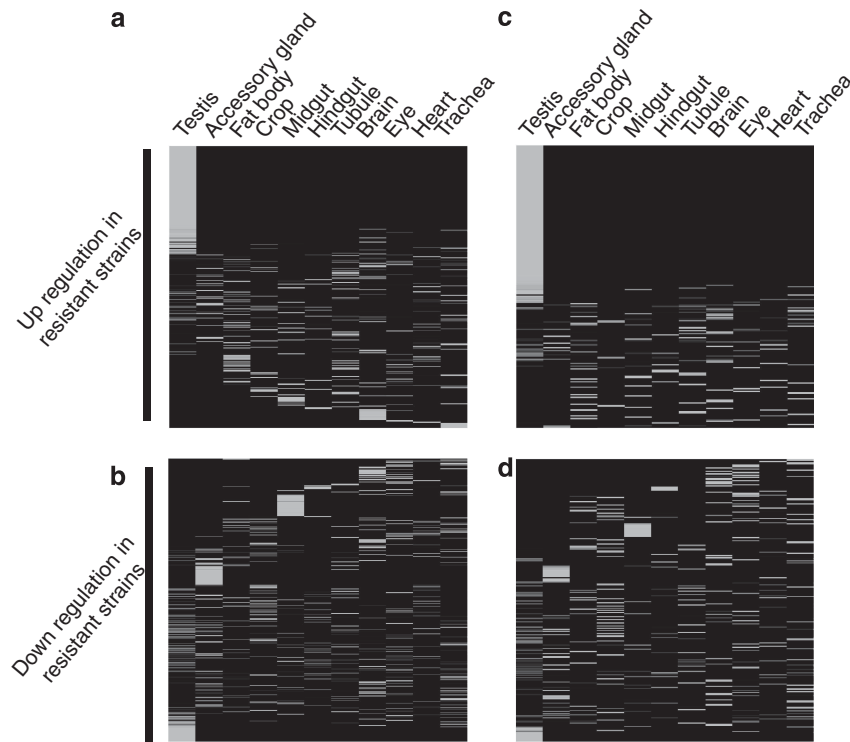 a
c
Testis
Accessory gland
Fat body
Crop
Midgut
Hindgut
Tubule
Brain
Eye
Heart
Trachea
Testis
Accessory gland
Fat body
Crop
Midgut
Hindgut
Tubule
Brain
Eye
Heart
Trachea
Up regulation in
resistant strains
b
d
Down regulation in
resistant strains